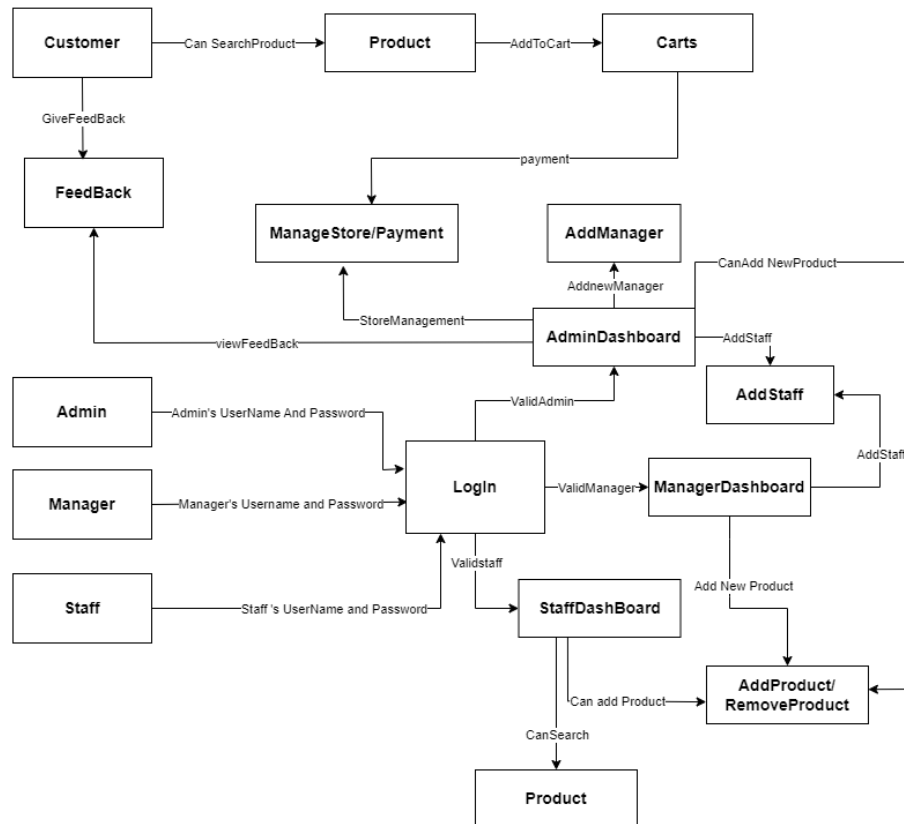 Customer
Can SearchProduct
Product
AddToCart
Carts
GiveFeedBack
payment
FeedBack
ManageStore/Payment
AddManager
CanAdd NewProduct
AddnewManager
StoreManagement
viewFeedBack
AdminDashboard
AddStaff
AddStaff
Admin
Admin's UserName And Password
ValidAdmin
AddStaff
Manager
Manager's Username and Password
LogIn
ValidManager
ManagerDashboard
Validstaff
Add New Product
Staff
Staff 's UserName and Password
StaffDashBoard
Can add Product
AddProduct/
RemoveProduct
CanSearch
Product